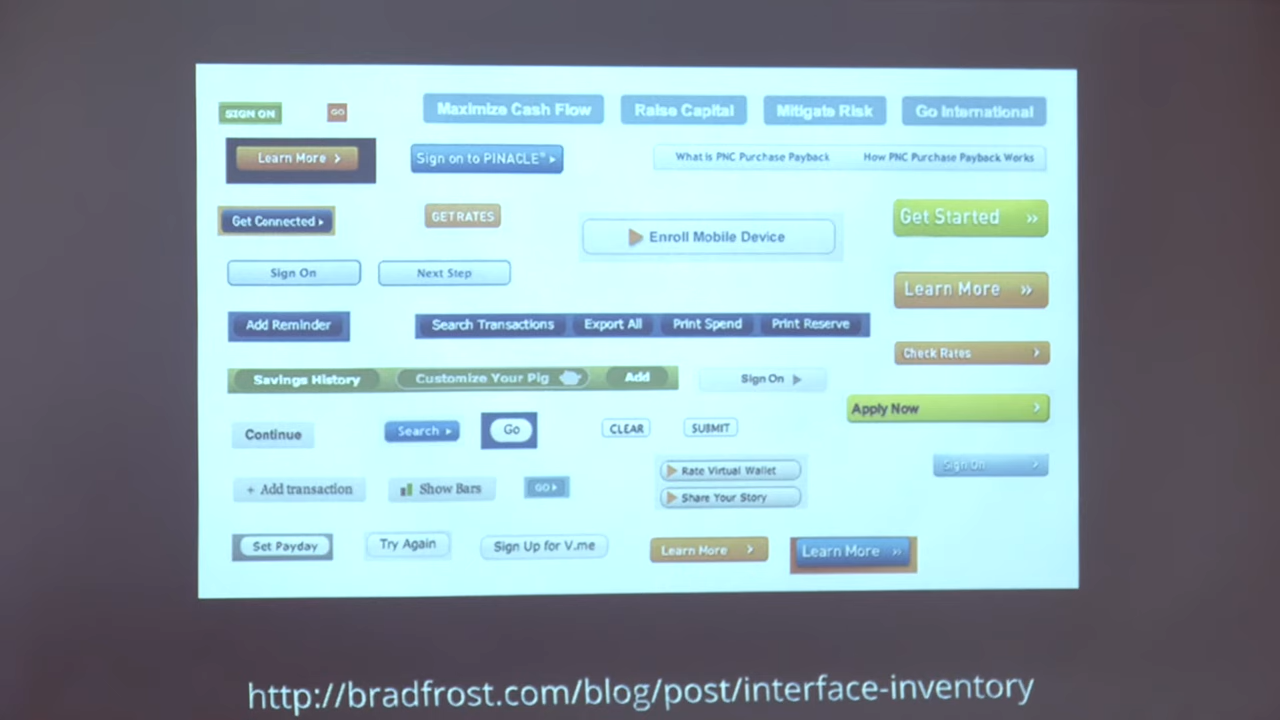 SIGN ON
GO
Maximize Cash Flow
Raise Capital
Mitigate Risk
Go International
Learn More
Sign on to PINACLE®
What is PNC Purchase Payback
How PNC Purchase Payback Works
Get Connected
GET RATES
Enroll Mobile Device
Get Started »
Sign On
Next Step
Learn More »
Add Reminder
Search Transactions
Export All
Print Spend
Print Reserve
Check Rates
Savings History
Customize Your Pig
Add
Sign On
Apply Now
Continue
Search
Go
CLEAR
SUBMIT
Sign On
Rate Virtual Wallet
+ Add transaction
Show Bars
GO
Share Your Story
Set Payday
Try Again
Sign Up for V.me
Learn More
Learn More »
http://bradfrost.com/blog/post/interface-inventory